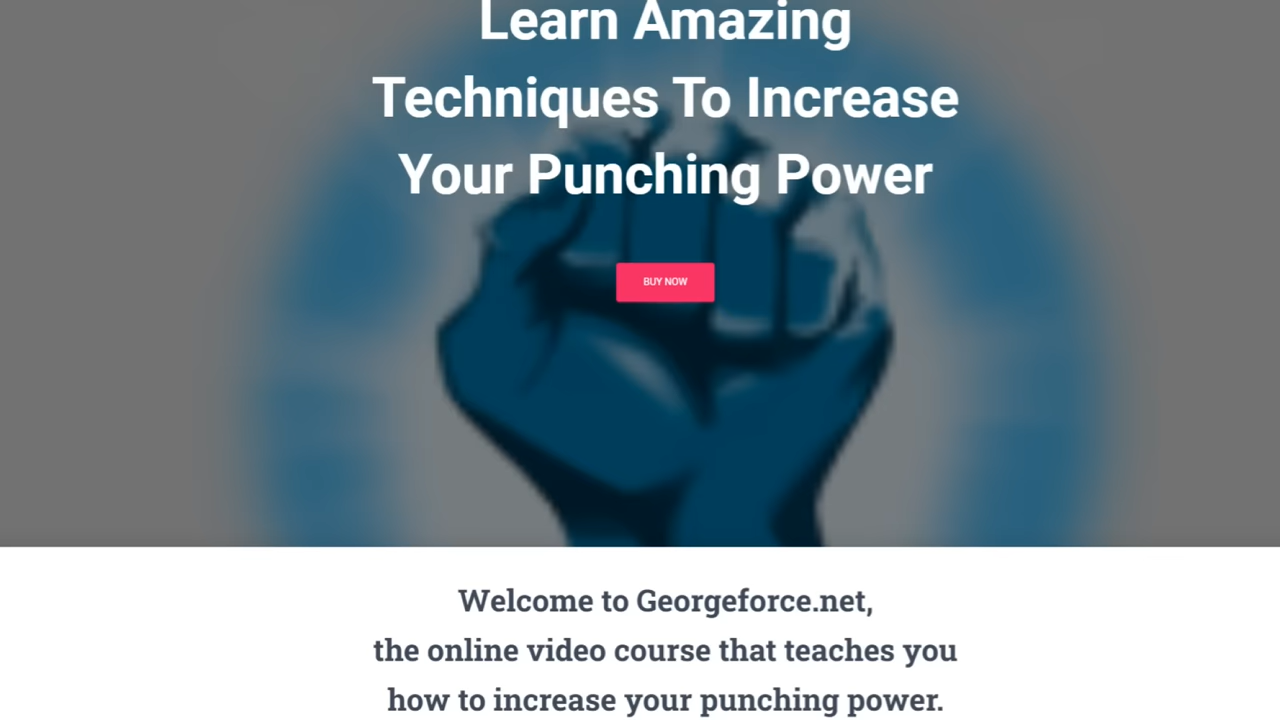 Learn Amazing
Techniques To Increase
Your Punching Power
BUY NOW
Welcome to Georgeforce.net,
the online video course that teaches you
how to increase your punching power.